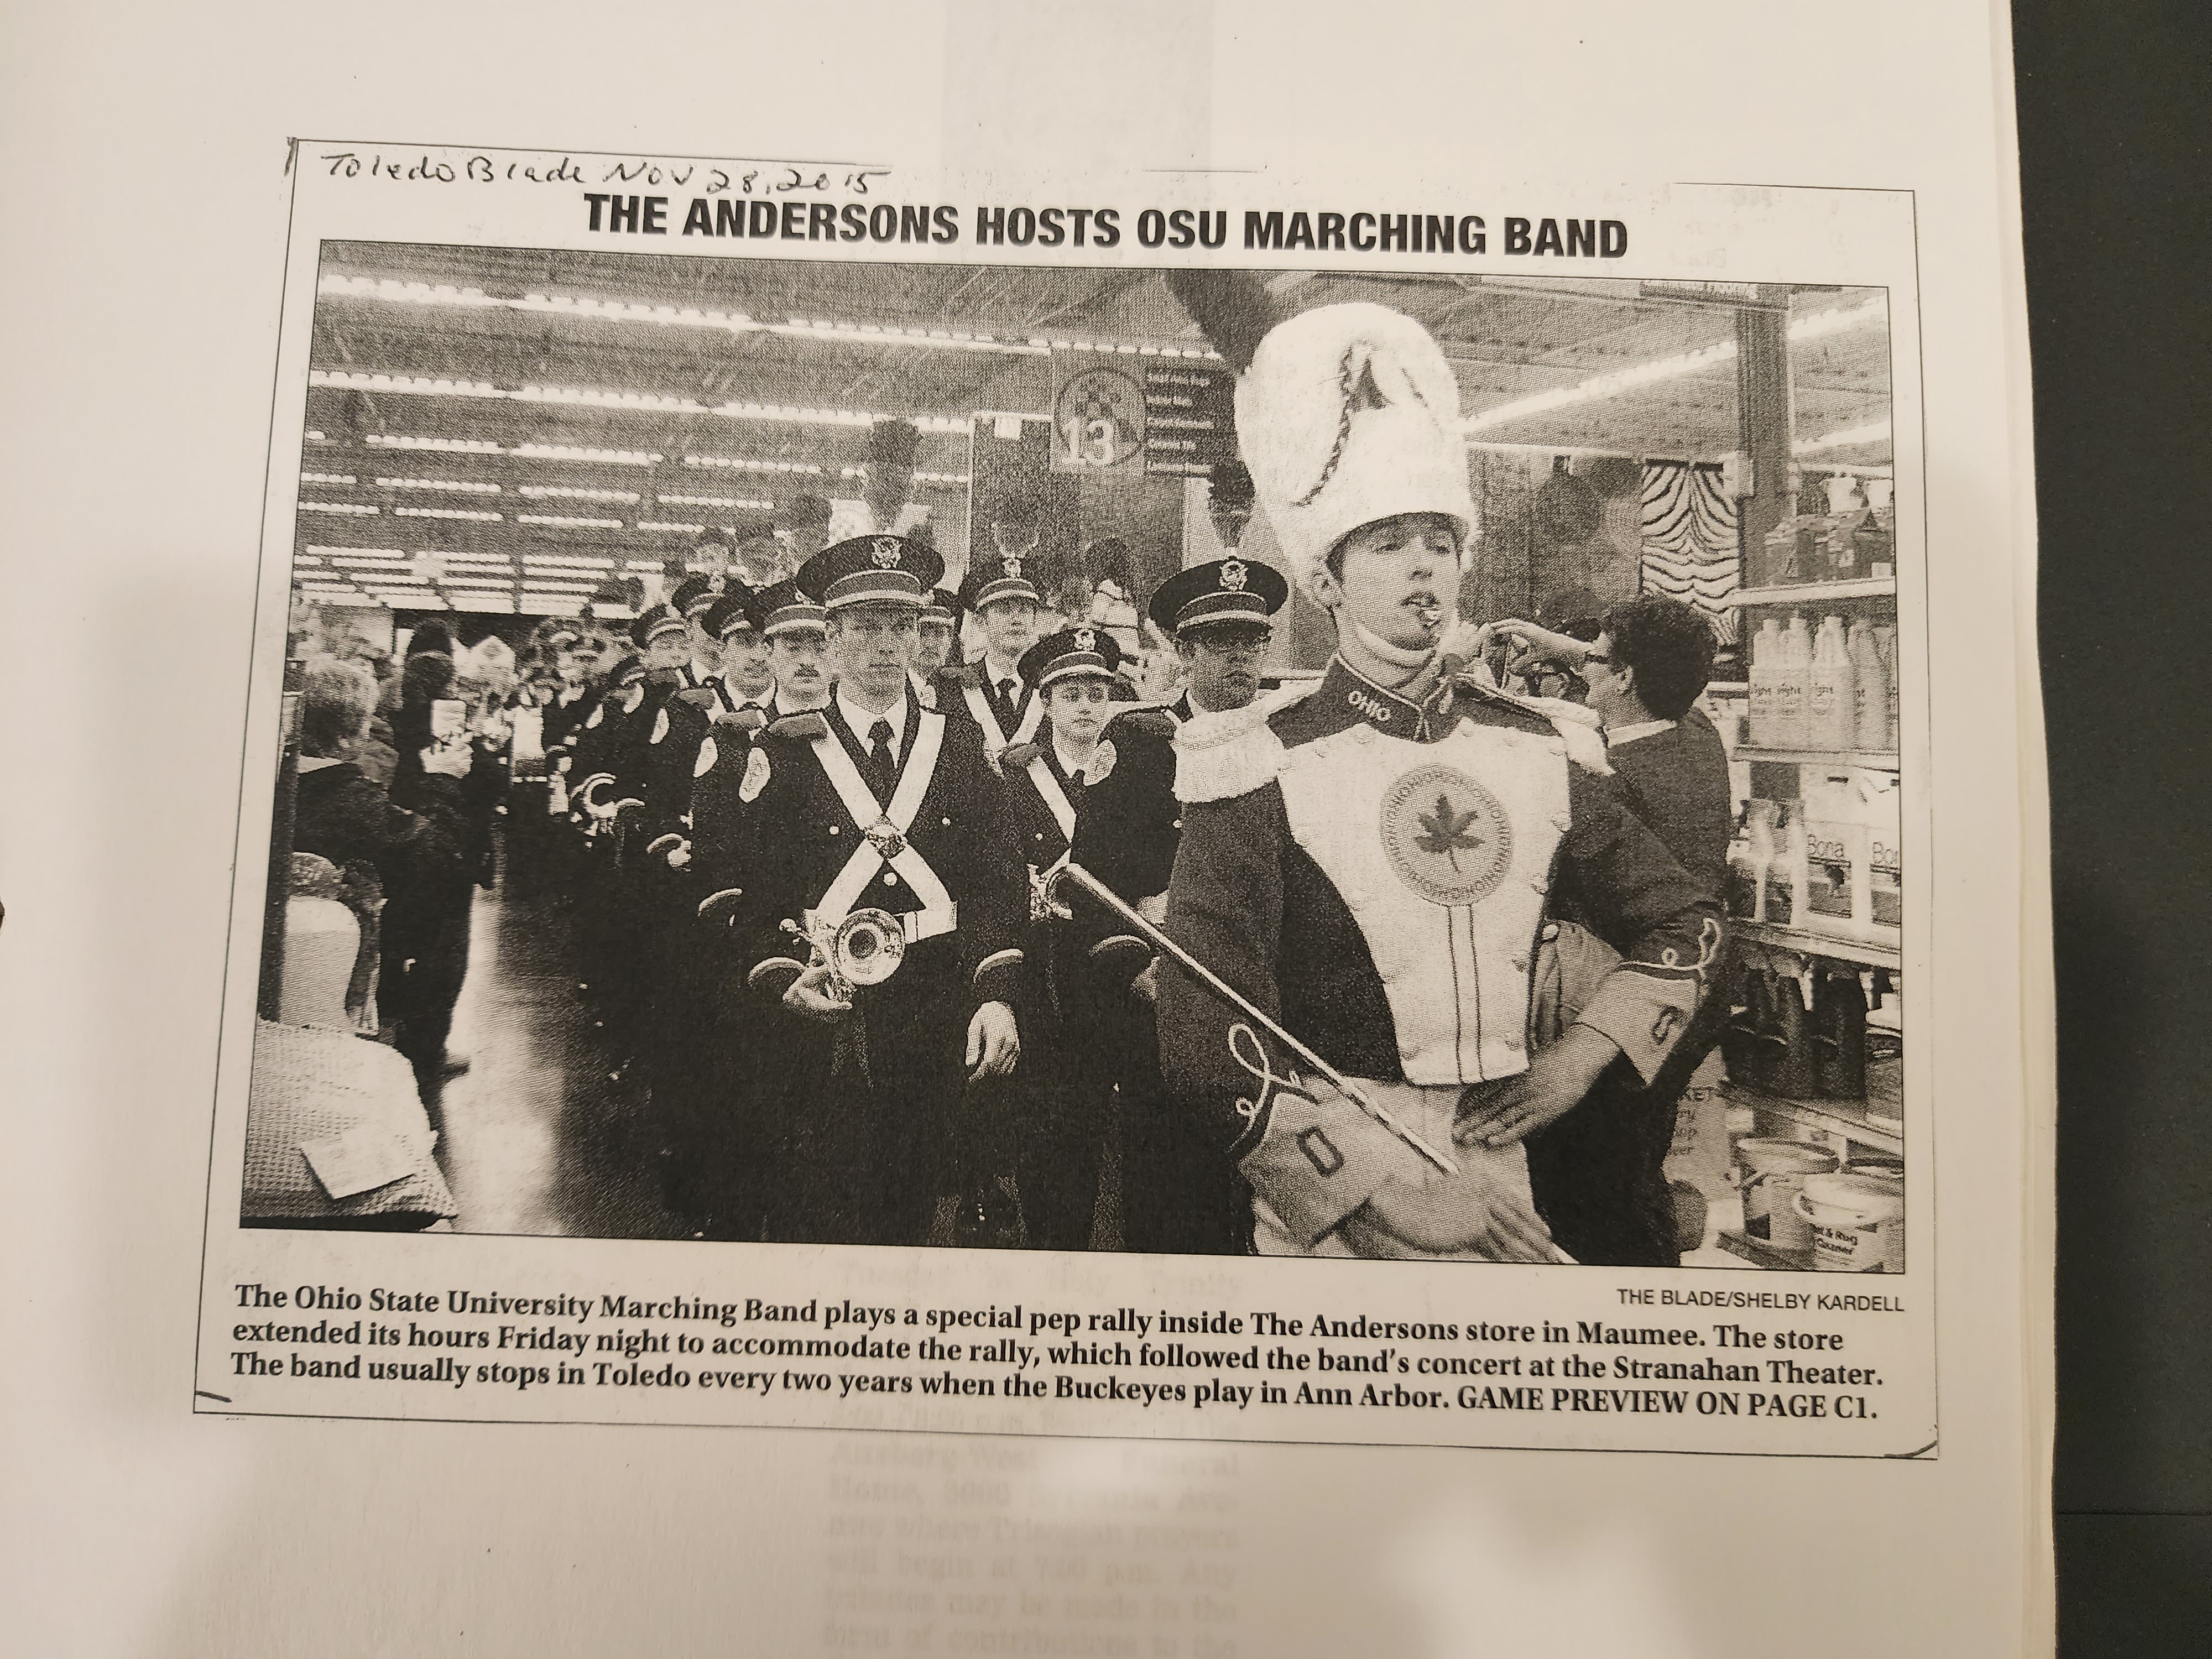 Toledo Blade Nov 28, 2015
THE ANDERSONS HOSTS OSU MARCHING BAND
13
OHIO
Bona
THE BLADE/SHELBY KARDELL
The Ohio State University Marching Band plays a special pep rally inside The Andersons store in Maumee. The store
extended its hours Friday night to accommodate the rally, which followed the band's concert at the Stranahan Theater.
The band usually stops in Toledo every two years when the Buckeyes play in Ann Arbor. GAME PREVIEW ON PAGE C1.